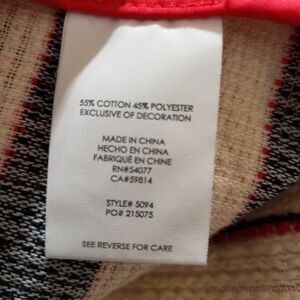 55% COTTON 45% POLYESTER
EXCLUSIVE OF DECORATION
MADE IN CHINA
HECHO EN CHINA
FABRIQUÉ EN CHINE
RN#54077
CA#59814
STYLE# 5094
PO# 215075
SEE REVERSE FOR CARE